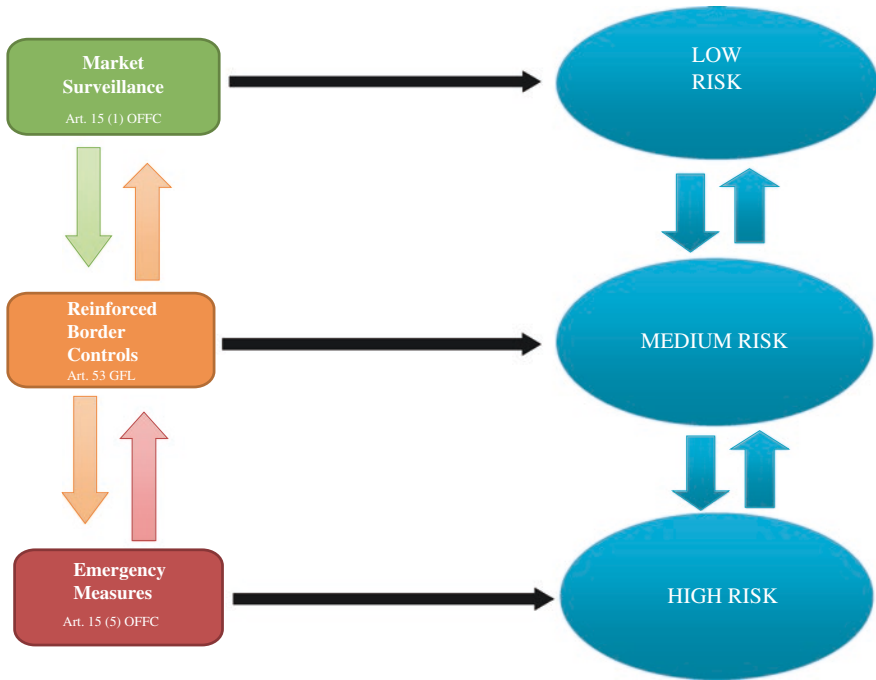 Market
Surveillance
Art. 15 (1) OFFC
LOW
RISK
Reinforced
Border
Controls
Art. 53 GFL
MEDIUM RISK
Emergency
Measures
Art. 15 (5) OFFC
HIGH RISK